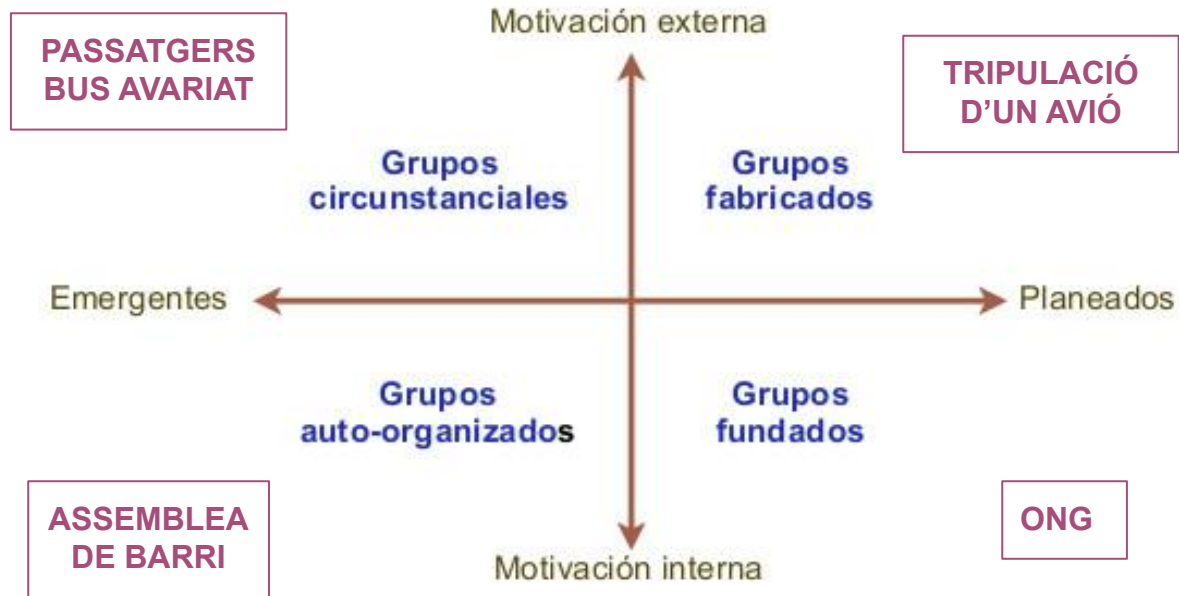 Motivación externa
PASSATGERS
BUS AVARIAT
TRIPULACIÓ
D’UN AVIÓ
Grupos
circunstanciales
Grupos
fabricados
Emergentes
Planeados
Grupos
auto-organizados
Grupos
fundados
ASSEMBLEA
DE BARRI
ONG
Motivación interna